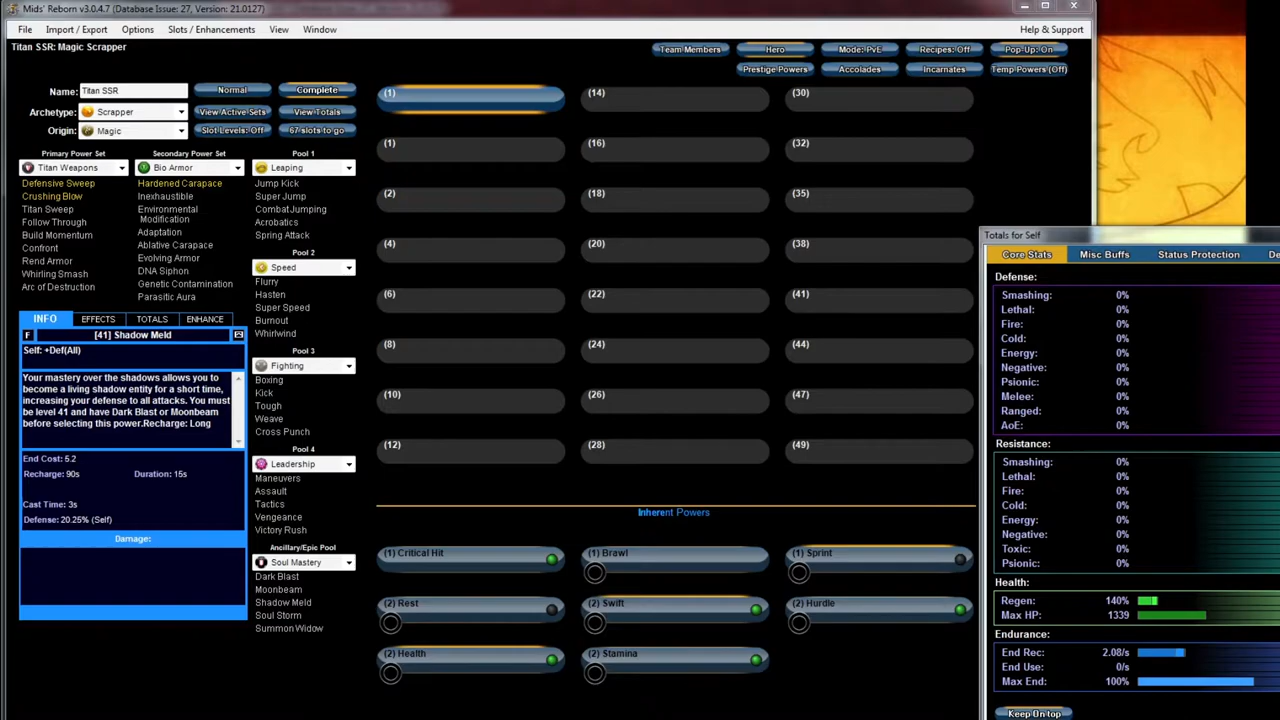 Mids' Reborn v3.0.4.7 (Database Issue: 27, Version: 21.0127)
File Import / Export Options Slots / Enhancements View Window Help & Support
Titan SSR: Magic Scrapper
Team Members Hero Mode: PvE Recipes: Off Pop-Up: On
Prestige Powers Accolades Incarnates Temp Powers (Off)
Name: Titan SSR Normal Complete
Archetype: Scrapper View Active Sets View Totals
Origin: Magic Slot Levels: Off 67 slots to go
Primary Power Set Secondary Power Set Pool 1
Titan Weapons Bio Armor Leaping
Defensive Sweep
Crushing Blow
Titan Sweep
Follow Through
Build Momentum
Confront
Rend Armor
Whirling Smash
Arc of Destruction
Hardened Carapace
Inexhaustible
Environmental
Modification
Adaptation
Ablative Carapace
Evolving Armor
DNA Siphon
Genetic Contamination
Parasitic Aura
Jump Kick
Super Jump
Combat Jumping
Acrobatics
Spring Attack
Pool 2
Speed
Flurry
Hasten
Super Speed
Burnout
Whirlwind
Pool 3
Fighting
Boxing
Kick
Tough
Weave
Cross Punch
Pool 4
Leadership
Maneuvers
Assault
Tactics
Vengeance
Victory Rush
Ancillary/Epic Pool
Soul Mastery
Dark Blast
Moonbeam
Shadow Meld
Soul Storm
Summon Widow
INFO EFFECTS TOTALS ENHANCE
F [41] Shadow Meld
Self: +Def(All)
Your mastery over the shadows allows you to
become a living shadow entity for a short time,
increasing your defense to all attacks. You must
be level 41 and have Dark Blast or Moonbeam
before selecting this power.Recharge: Long
End Cost: 5.2
Recharge: 90s Duration: 15s
Cast Time: 3s
Defense: 20.25% (Self)
Damage:
(1) (14) (30)
(1) (16) (32)
(2) (18) (35)
(4) (20) (38)
(6) (22) (41)
(8) (24) (44)
(10) (26) (47)
(12) (28) (49)
Inherent Powers
(1) Critical Hit (1) Brawl (1) Sprint
(2) Rest (2) Swift (2) Hurdle
(2) Health (2) Stamina
Totals for Self
Core Stats Misc Buffs Status Protection De
Defense:
Smashing: 0%
Lethal: 0%
Fire: 0%
Cold: 0%
Energy: 0%
Negative: 0%
Psionic: 0%
Melee: 0%
Ranged: 0%
AoE: 0%
Resistance:
Smashing: 0%
Lethal: 0%
Fire: 0%
Cold: 0%
Energy: 0%
Negative: 0%
Toxic: 0%
Psionic: 0%
Health:
Regen: 140%
Max HP: 1339
Endurance:
End Rec: 2.08/s
End Use: 0/s
Max End: 100%
Keep On top